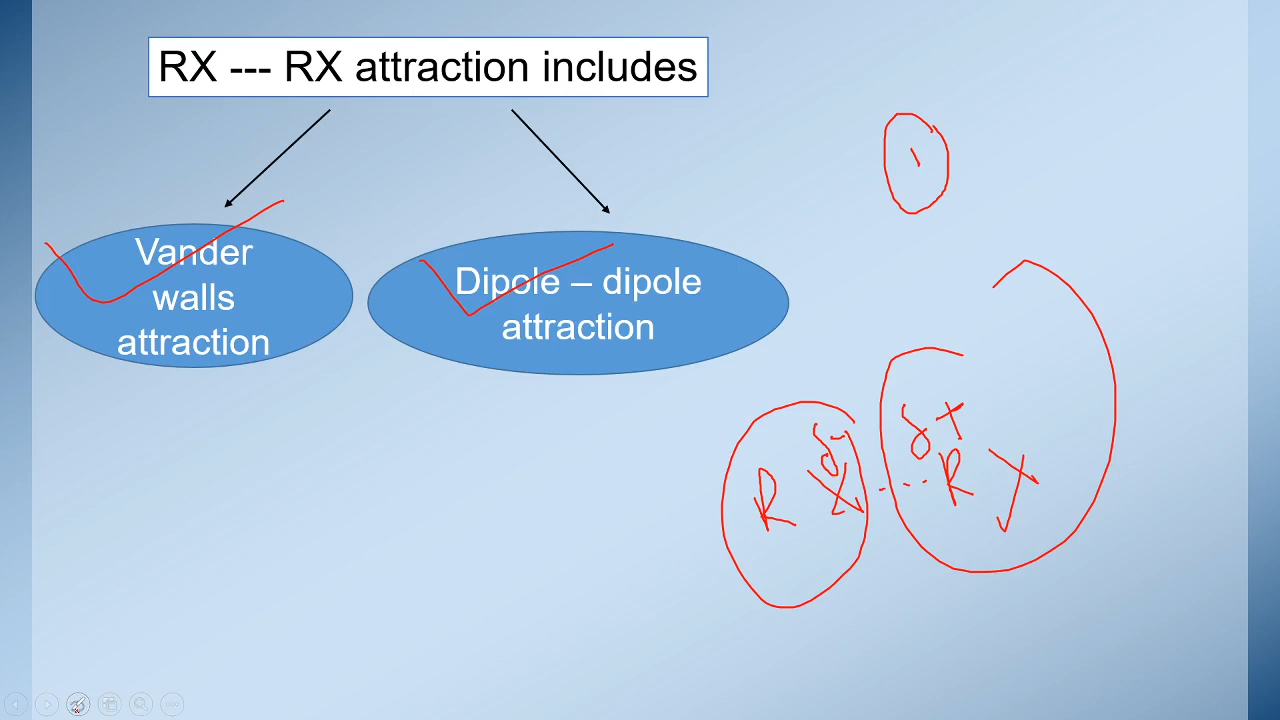 RX --- RX attraction includes
Vander
walls
attraction
Dipole – dipole
attraction
δ- δ+
R X ... R X